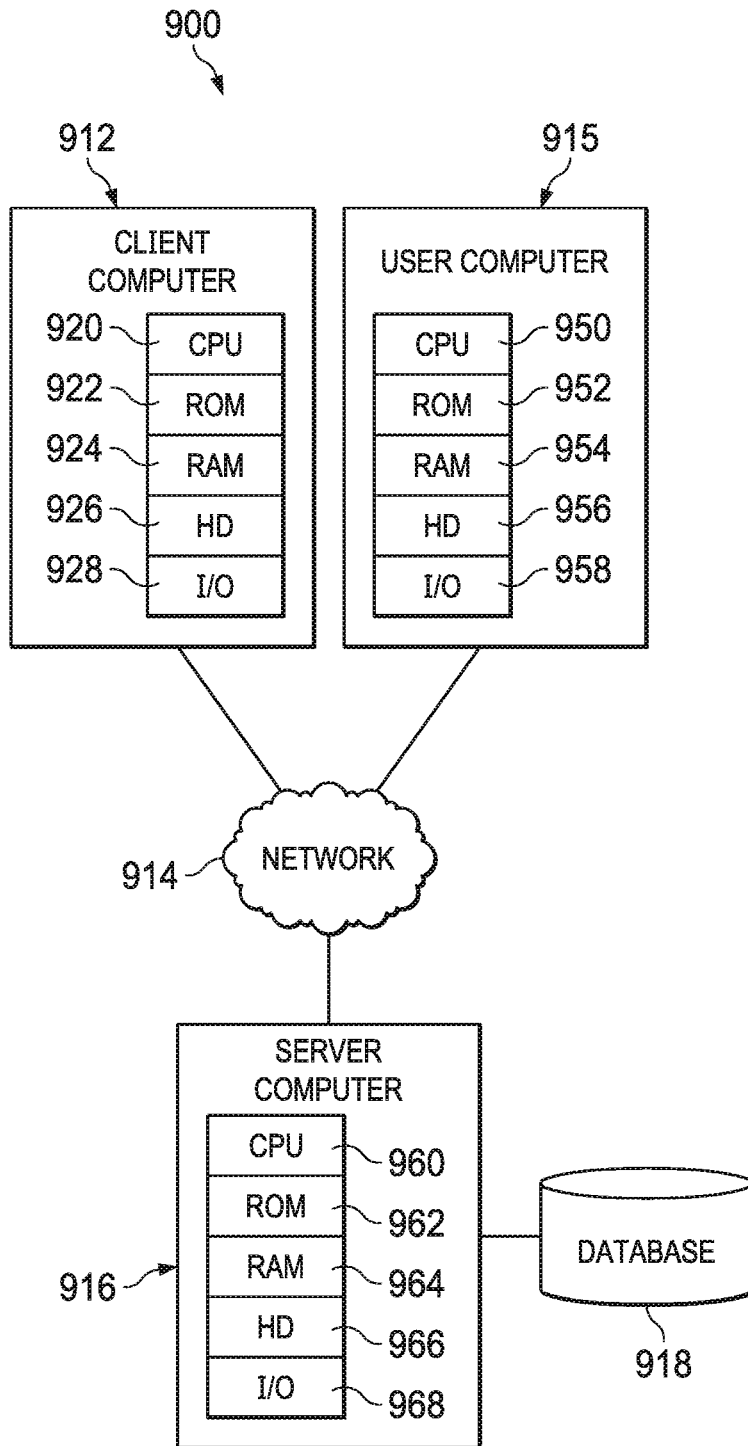 900
912
915
CLIENT
COMPUTER
920
CPU
922
ROM
924
RAM
926
HD
928
I/O
USER COMPUTER
CPU
950
ROM
952
RAM
954
HD
956
I/O
958
NETWORK
914
SERVER
COMPUTER
CPU
960
ROM
962
RAM
964
HD
966
I/O
968
916
DATABASE
918